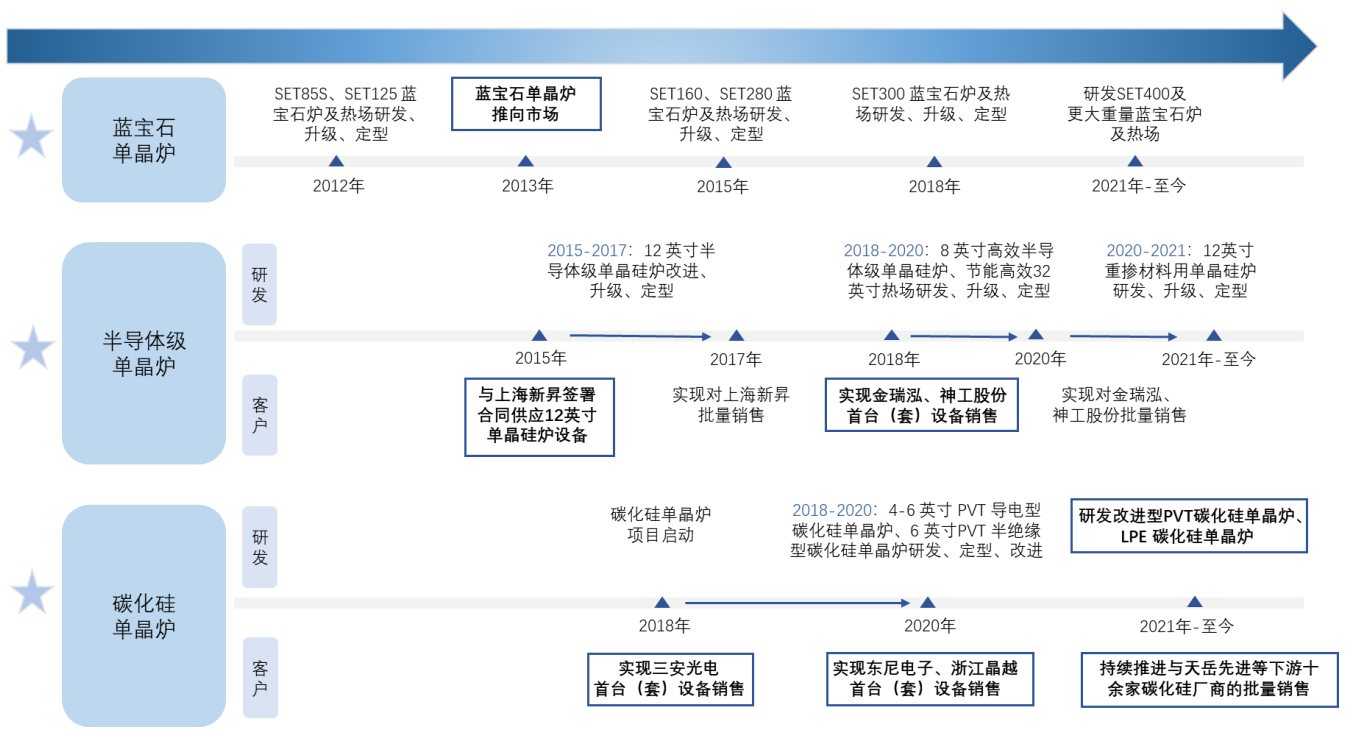 蓝宝石
单晶炉
SET85S、SET125 蓝
宝石炉及热场研发、
升级、定型
蓝宝石单晶炉
推向市场
SET160、SET280 蓝
宝石炉及热场研发、
升级、定型
SET300 蓝宝石炉及热
场研发、升级、定型
研发SET400及
更大重量蓝宝石炉
及热场
2012年
2013年
2015年
2018年
2021年-至今
半导体级
单晶炉
研
发
2015-2017：12 英寸半
导体级单晶硅炉改进、
升级、定型
2018-2020：8 英寸高效半导
体级单晶硅炉、节能高效32
英寸热场研发、升级、定型
2020-2021：12英寸
重掺材料用单晶硅炉
研发、升级、定型
2015年
2017年
2018年
2020年
2021年-至今
客
户
与上海新昇签署
合同供应12英寸
单晶硅炉设备
实现对上海新昇
批量销售
实现金瑞泓、神工股份
首台（套）设备销售
实现对金瑞泓、
神工股份批量销售
碳化硅
单晶炉
研
发
碳化硅单晶炉
项目启动
2018-2020：4-6 英寸 PVT 导电型
碳化硅单晶炉、6 英寸PVT 半绝缘
型碳化硅单晶炉研发、定型、改进
研发改进型PVT碳化硅单晶炉、
LPE 碳化硅单晶炉
2018年
2020年
2021年-至今
客
户
实现三安光电
首台（套）设备销售
实现东尼电子、浙江晶越
首台（套）设备销售
持续推进与天岳先进等下游十
余家碳化硅厂商的批量销售